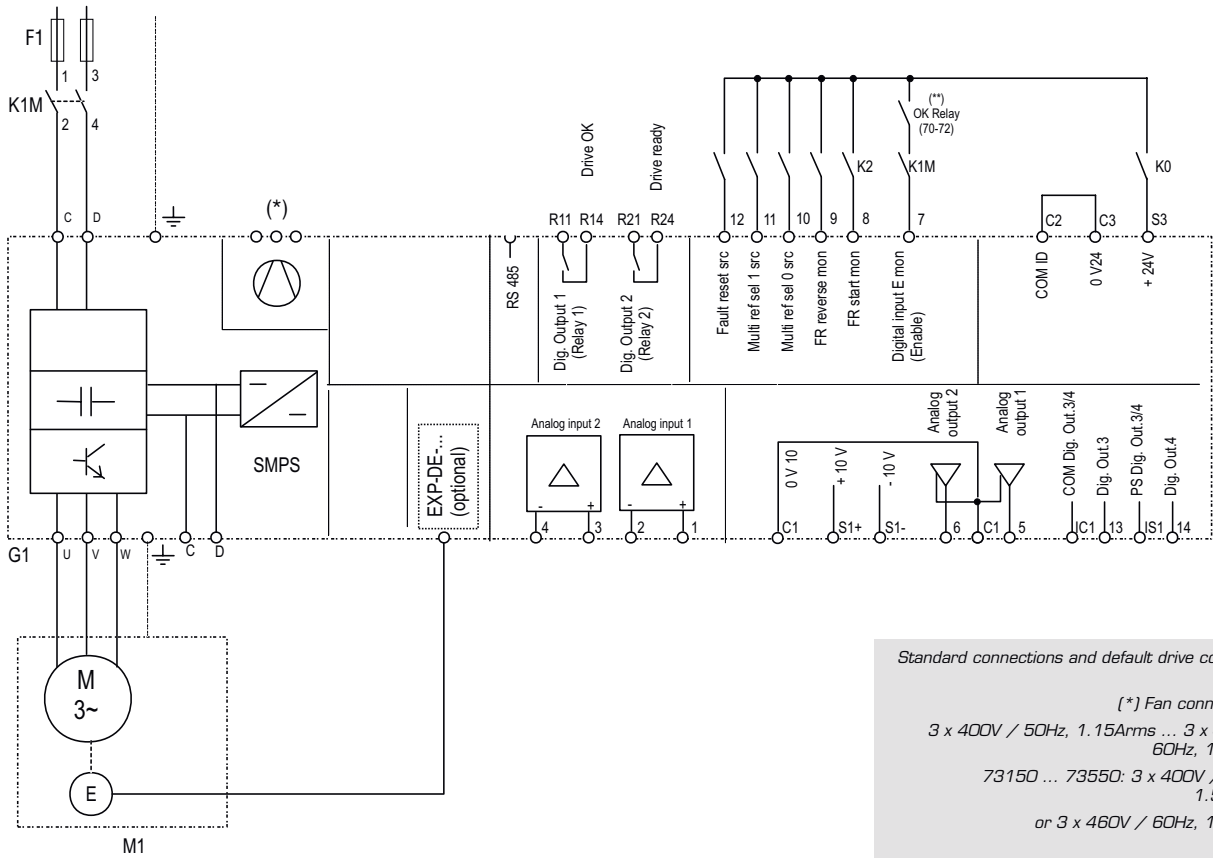 F1
1 3
K1M
2 4
C D
(*)
Drive OK
Drive ready
R11 R14 R21 R24
RS 485
Dig. Output 1
(Relay 1)
Dig. Output 2
(Relay 2)
(**)
OK Relay
(70-72)
K2
K1M
K0
12 11 10 9 8 7
C2 C3 S3
Fault reset src
Multi ref sel 1 src
Multi ref sel 0 src
FR reverse mon
FR start mon
Digital input E mon
(Enable)
COM ID
0 V24
+ 24V
SMPS
EXP-DE-...
(optional)
Analog input 2
- +
4 3
Analog input 1
- +
2 1
0 V 10
+ 10 V
- 10 V
Analog
output 2
Analog
output 1
COM Dig. Out.3/4
Dig. Out.3
PS Dig. Out.3/4
Dig. Out.4
C1 S1+ S1- 6 C1 5 IC1 13 IS1 14
G1
U V W C D
M
3~
E
M1
Standard connections and default drive co
(*) Fan conn
3 x 400V / 50Hz, 1.15Arms ... 3 x
60Hz, 1
73150 ... 73550: 3 x 400V /
1.5
or 3 x 460V / 60Hz, 1